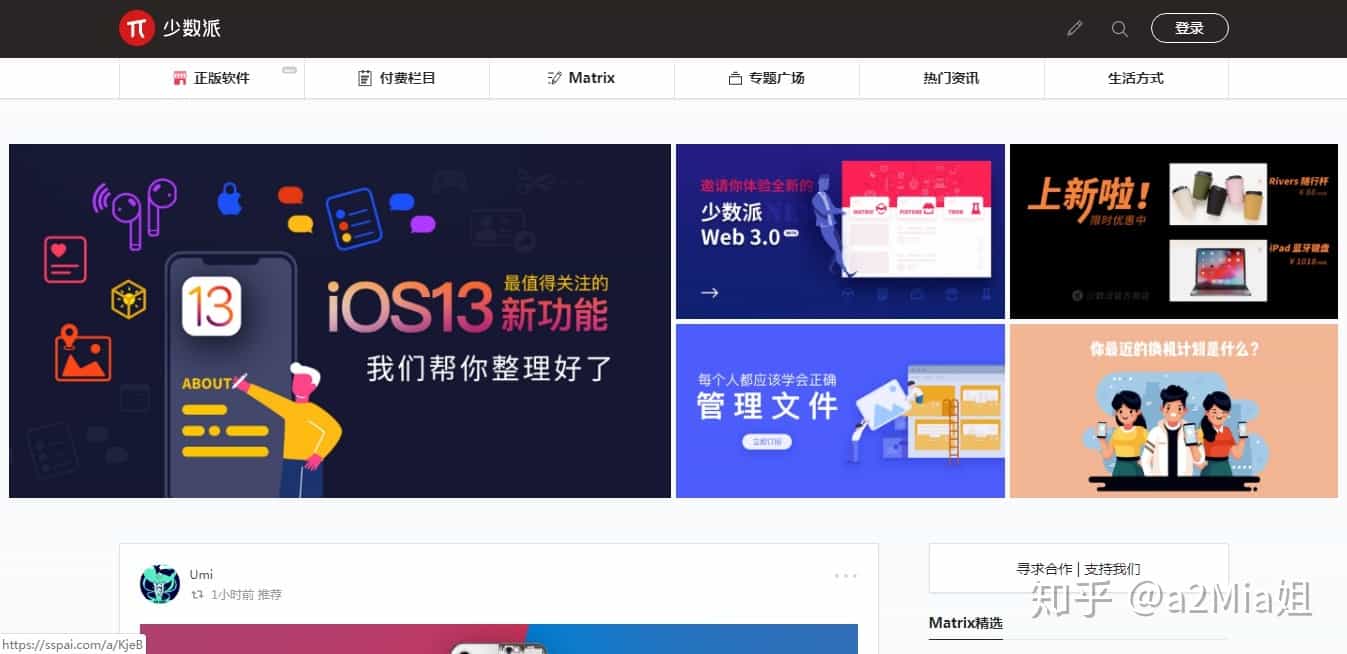 少数派
登录
正版软件
付费栏目
Matrix
专题广场
热门资讯
生活方式
13
ABOUT
iOS13
最值得关注的
新功能
我们帮你整理好了
邀请你体验全新的
少数派
Web 3.0
MATRIX
上新啦！
限时优惠中
Rivers 随行杯
iPad 蓝牙键盘
每个人都应该学会正确
管理文件
立即订阅
你最近的换机计划是什么？
Umi
1小时前 推荐
寻求合作 | 支持我们
Matrix精选
知乎 @a2Mia姐
https://sspai.com/a/KjeB